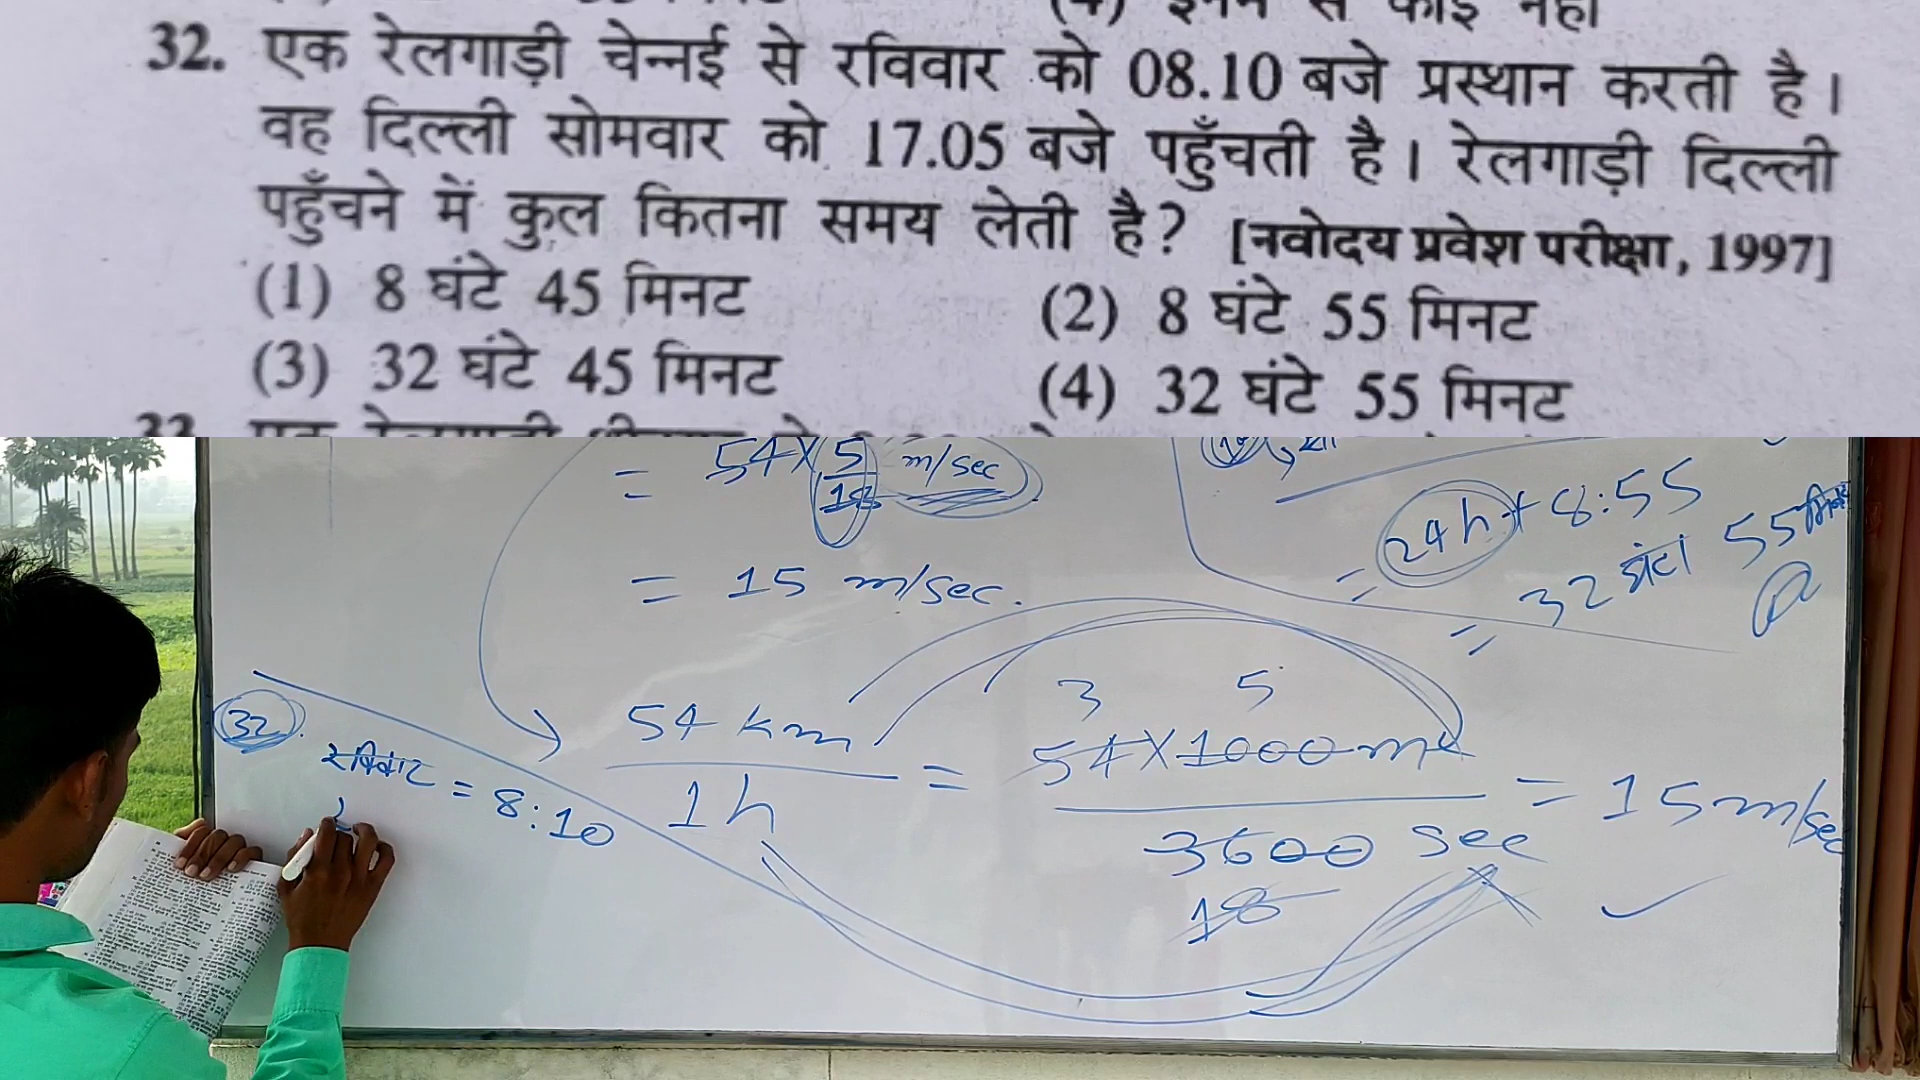 32. एक रेलगाड़ी चेन्नई से रविवार को 08.10 बजे प्रस्थान करती है।
वह दिल्ली सोमवार को 17.05 बजे पहुँचती है। रेलगाड़ी दिल्ली
पहुँचने में कुल कितना समय लेती है? [नवोदय प्रवेश परीक्षा, 1997]
(1) 8 घंटे 45 मिनट (2) 8 घंटे 55 मिनट
(3) 32 घंटे 45 मिनट (4) 32 घंटे 55 मिनट
= 54 × 5/18 m/sec
= 15 m/sec.
= 24h + 8:55
= 32 घंटा 55 मिनट
32. रविवार = 8:10
54 km / 1h = 54 × 1000 m / 3600 sec = 15 m/sec
3 5
18